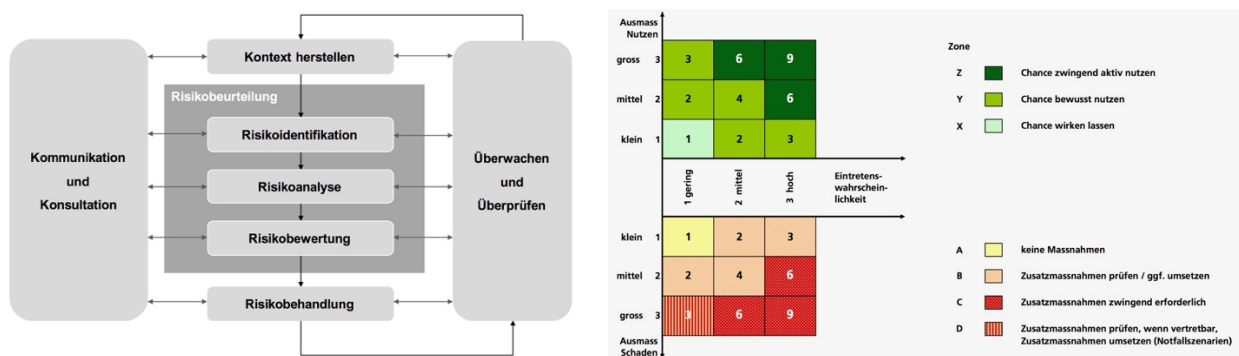 Kontext herstellen
Risikobeurteilung
Risikoidentifikation
Risikoanalyse
Risikobewertung
Risikobehandlung
Kommunikation
und
Konsultation
Überwachen
und
Überprüfen
Ausmass
Nutzen
gross 3 3 6 9
mittel 2 2 4 6
klein 1 1 2 3
1 gering
2 mittel
3 hoch
Eintretens-
wahrschein-
lichkeit
klein 1 1 2 3
mittel 2 2 4 6
gross 3 3 6 9
Ausmass
Schaden
Zone
Z Chance zwingend aktiv nutzen
Y Chance bewusst nutzen
X Chance wirken lassen
A keine Massnahmen
B Zusatzmassnahmen prüfen / ggf. umsetzen
C Zusatzmassnahmen zwingend erforderlich
D Zusatzmassnahmen prüfen, wenn vertretbar,
Zusatzmassnahmen umsetzen (Notfallszenarien)